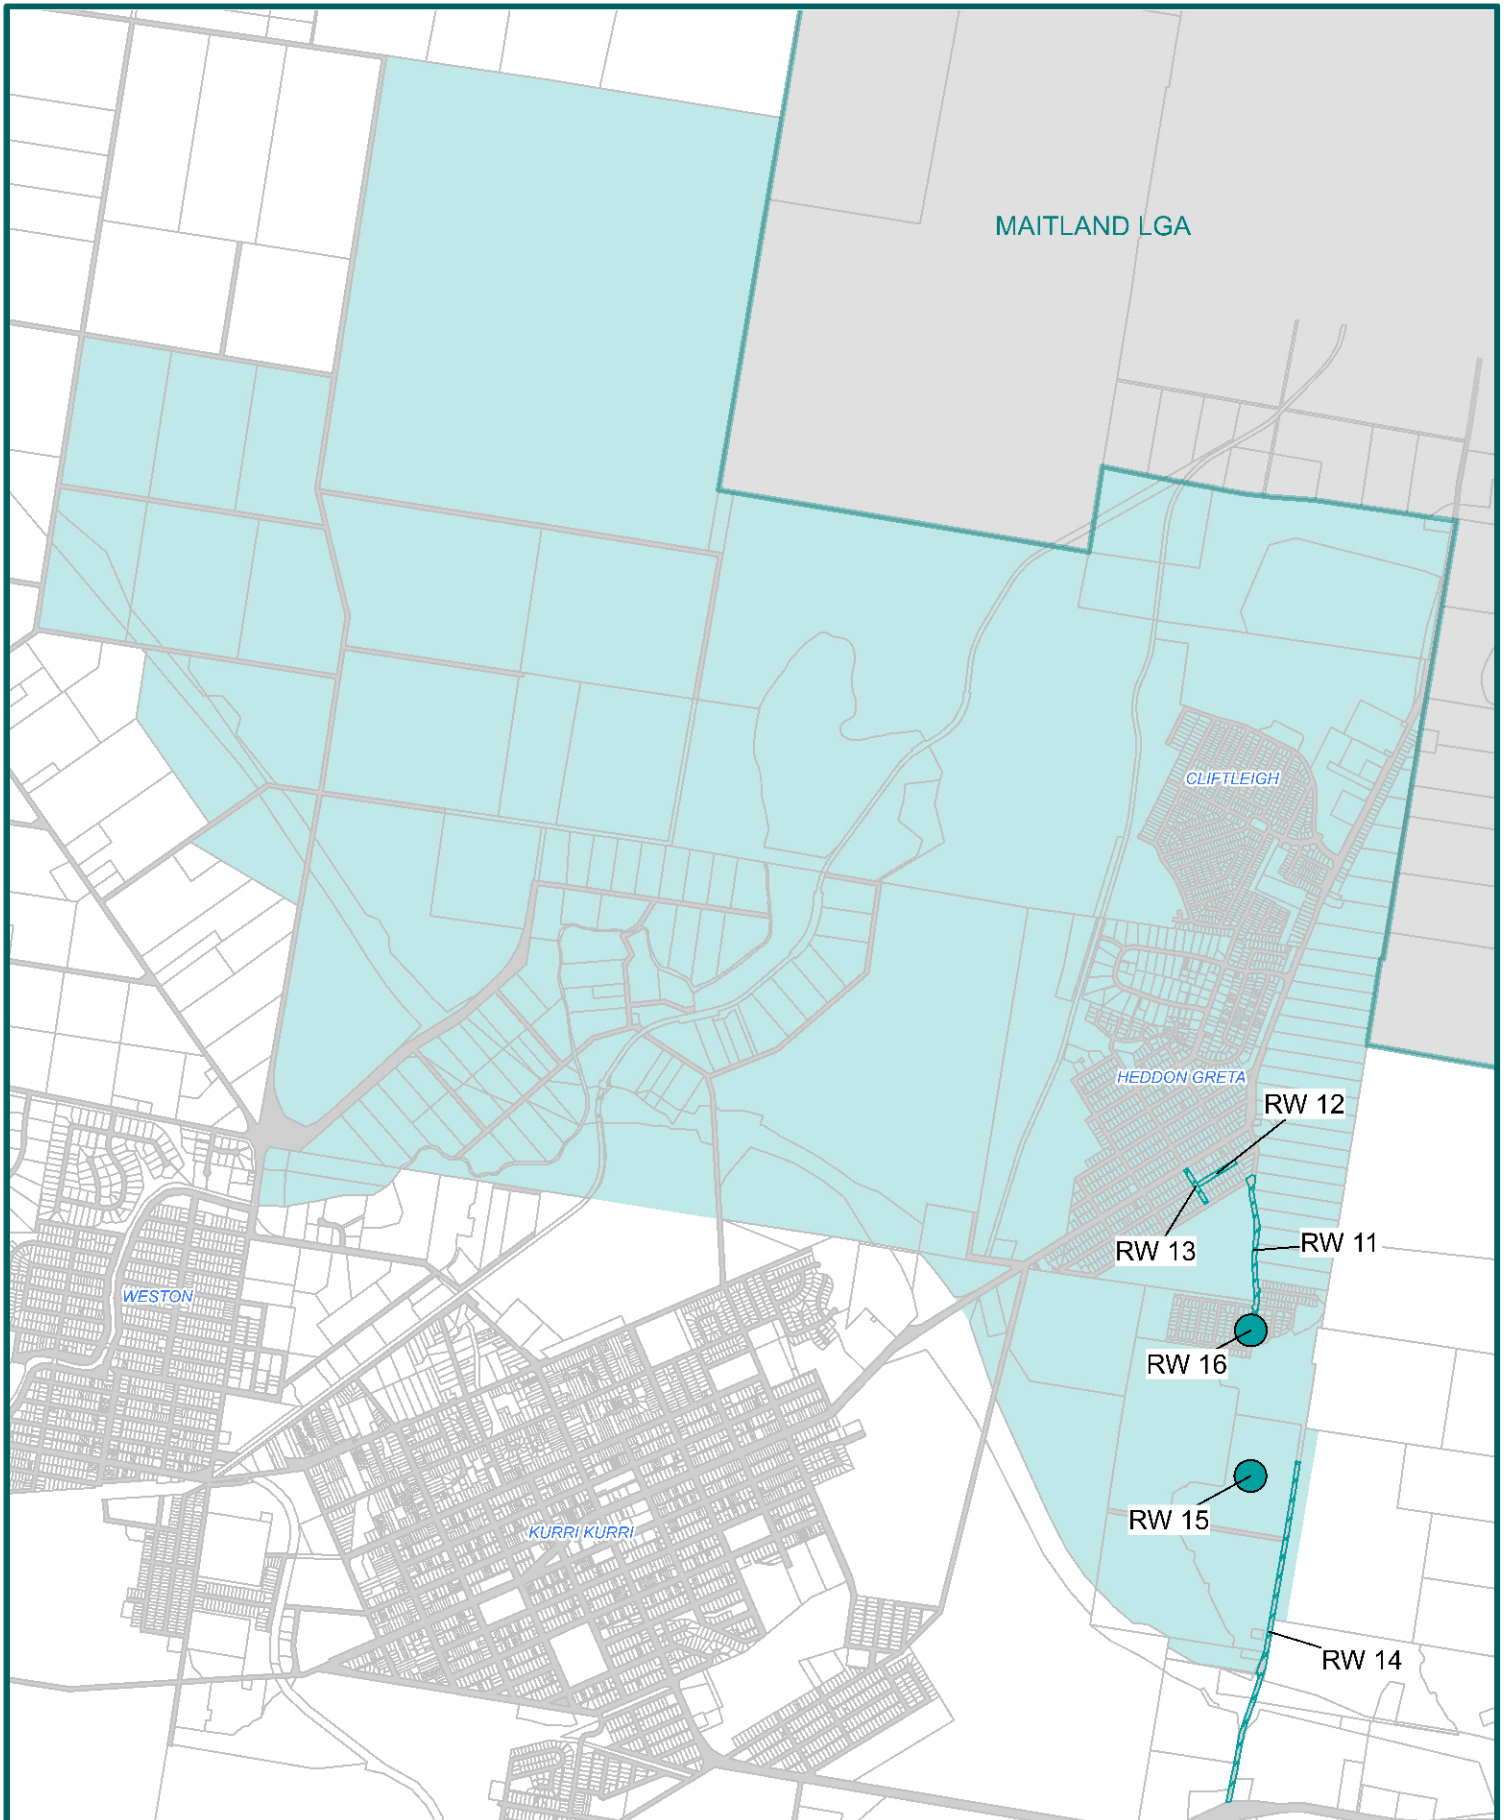 MAITLAND LGA
CLIFTLEIGH
HEDDON GRETA
RW 12
RW 13
RW 11
WESTON
RW 16
RW 15
KURRI KURRI
RW 14